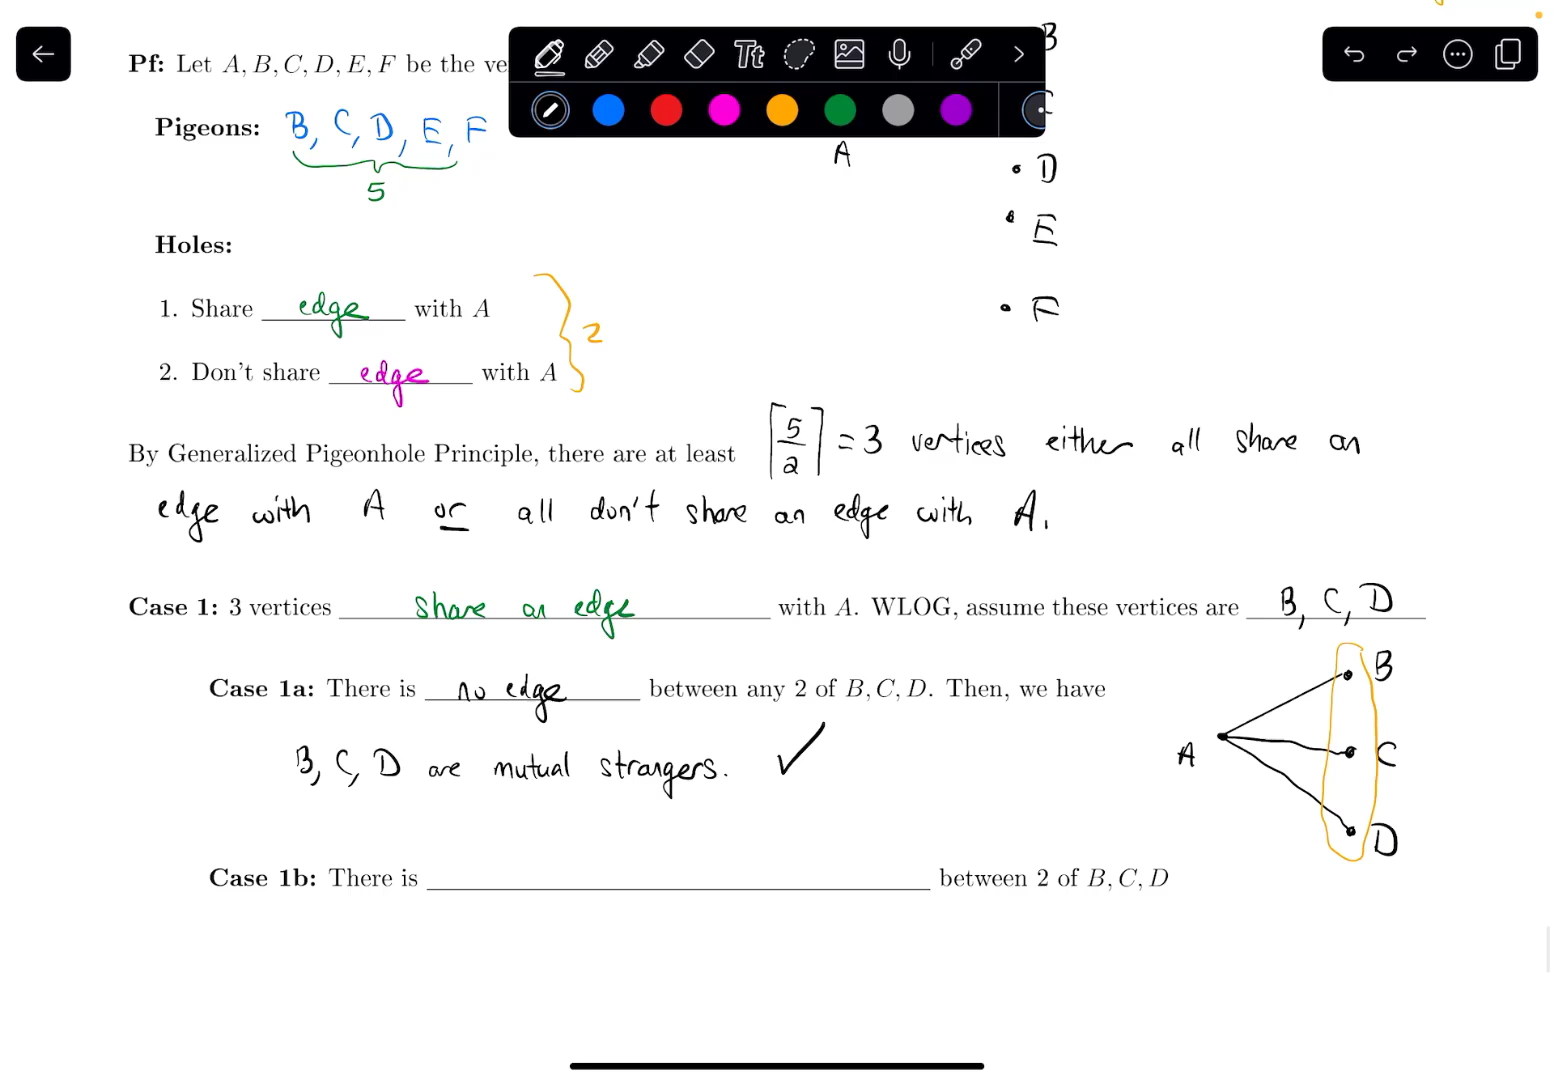 Pf: Let A, B, C, D, E, F be the ve
B
Tt
Pigeons: B, C, D, E, F
5
A
D
E
F
Holes:
1. Share edge with A
2. Don't share edge with A
2
By Generalized Pigeonhole Principle, there are at least ⌈5/2⌉ = 3 vertices either all share an
edge with A or all don't share an edge with A.
Case 1: 3 vertices share an edge with A. WLOG, assume these vertices are B, C, D
Case 1a: There is no edge between any 2 of B, C, D. Then, we have
B, C, D are mutual strangers. ✓
B
A
C
D
Case 1b: There is ____ between 2 of B, C, D